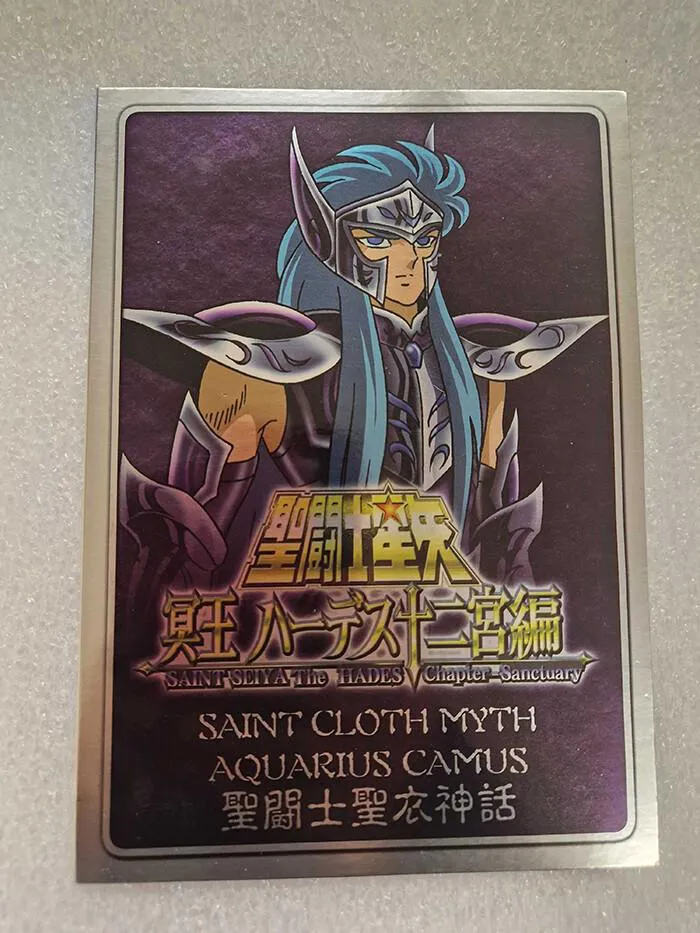 聖闘士星矢
冥王 ハーデス十二宮編
SAINT SEIYA The HADES Chapter Sanctuary
SAINT CLOTH MYTH
AQUARIUS CAMUS
聖闘士聖衣神話